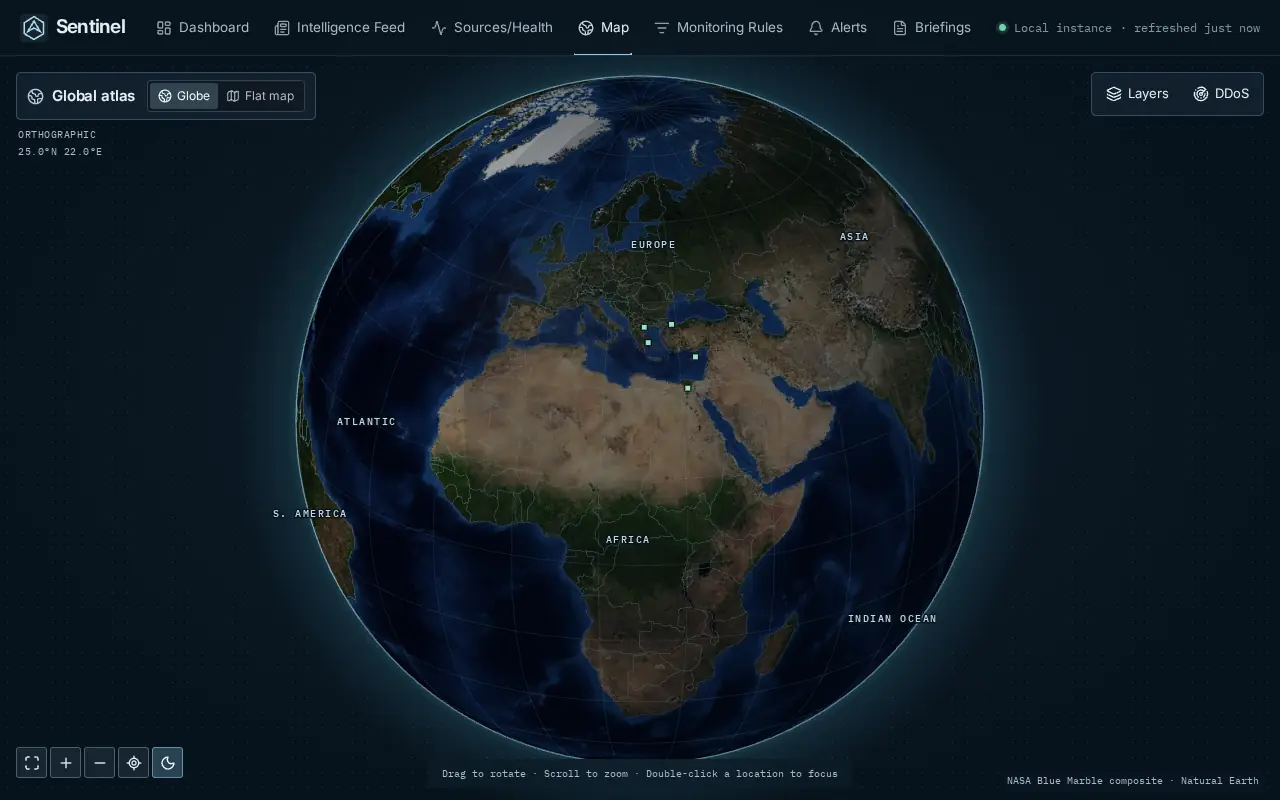 Sentinel
Dashboard
Intelligence Feed
Sources/Health
Map
Monitoring Rules
Alerts
Briefings
Local instance · refreshed just now
Global atlas
Globe
Flat map
Layers
DDoS
ORTHOGRAPHIC
25.0°N 22.0°E
EUROPE
ASIA
ATLANTIC
S. AMERICA
AFRICA
INDIAN OCEAN
Drag to rotate · Scroll to zoom · Double-click a location to focus
NASA Blue Marble composite · Natural Earth